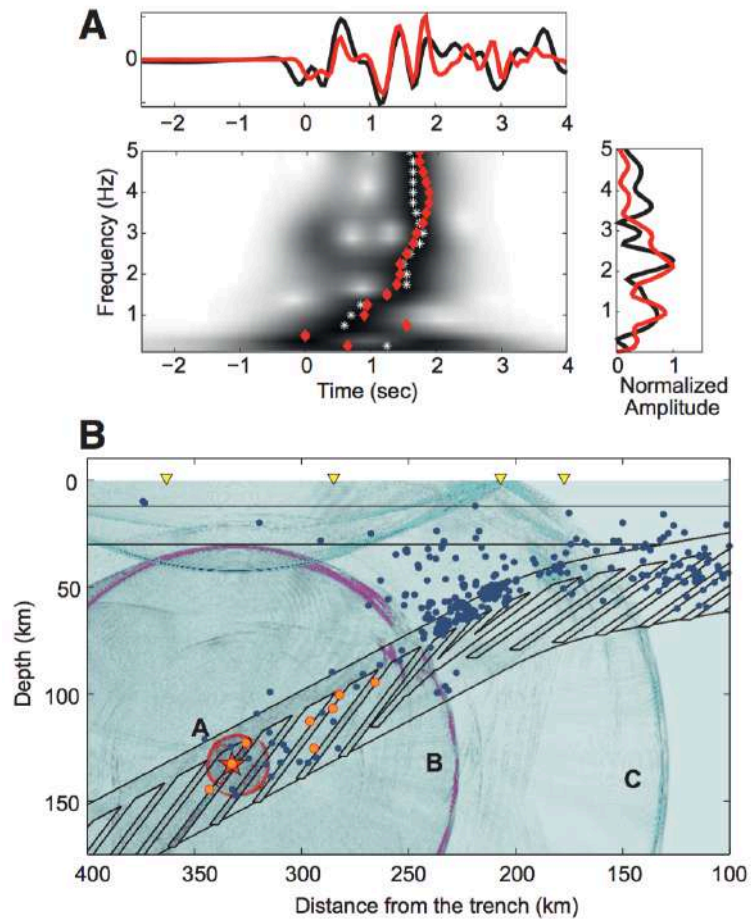 A
0
-2 -1 0 1 2 3 4
5
4
3
2
1
Frequency (Hz)
-2 -1 0 1 2 3 4
Time (sec)
5
4
3
2
1
0 1
Normalized
Amplitude
B
0
50
100
150
Depth (km)
A
B
C
400 350 300 250 200 150 100
Distance from the trench (km)